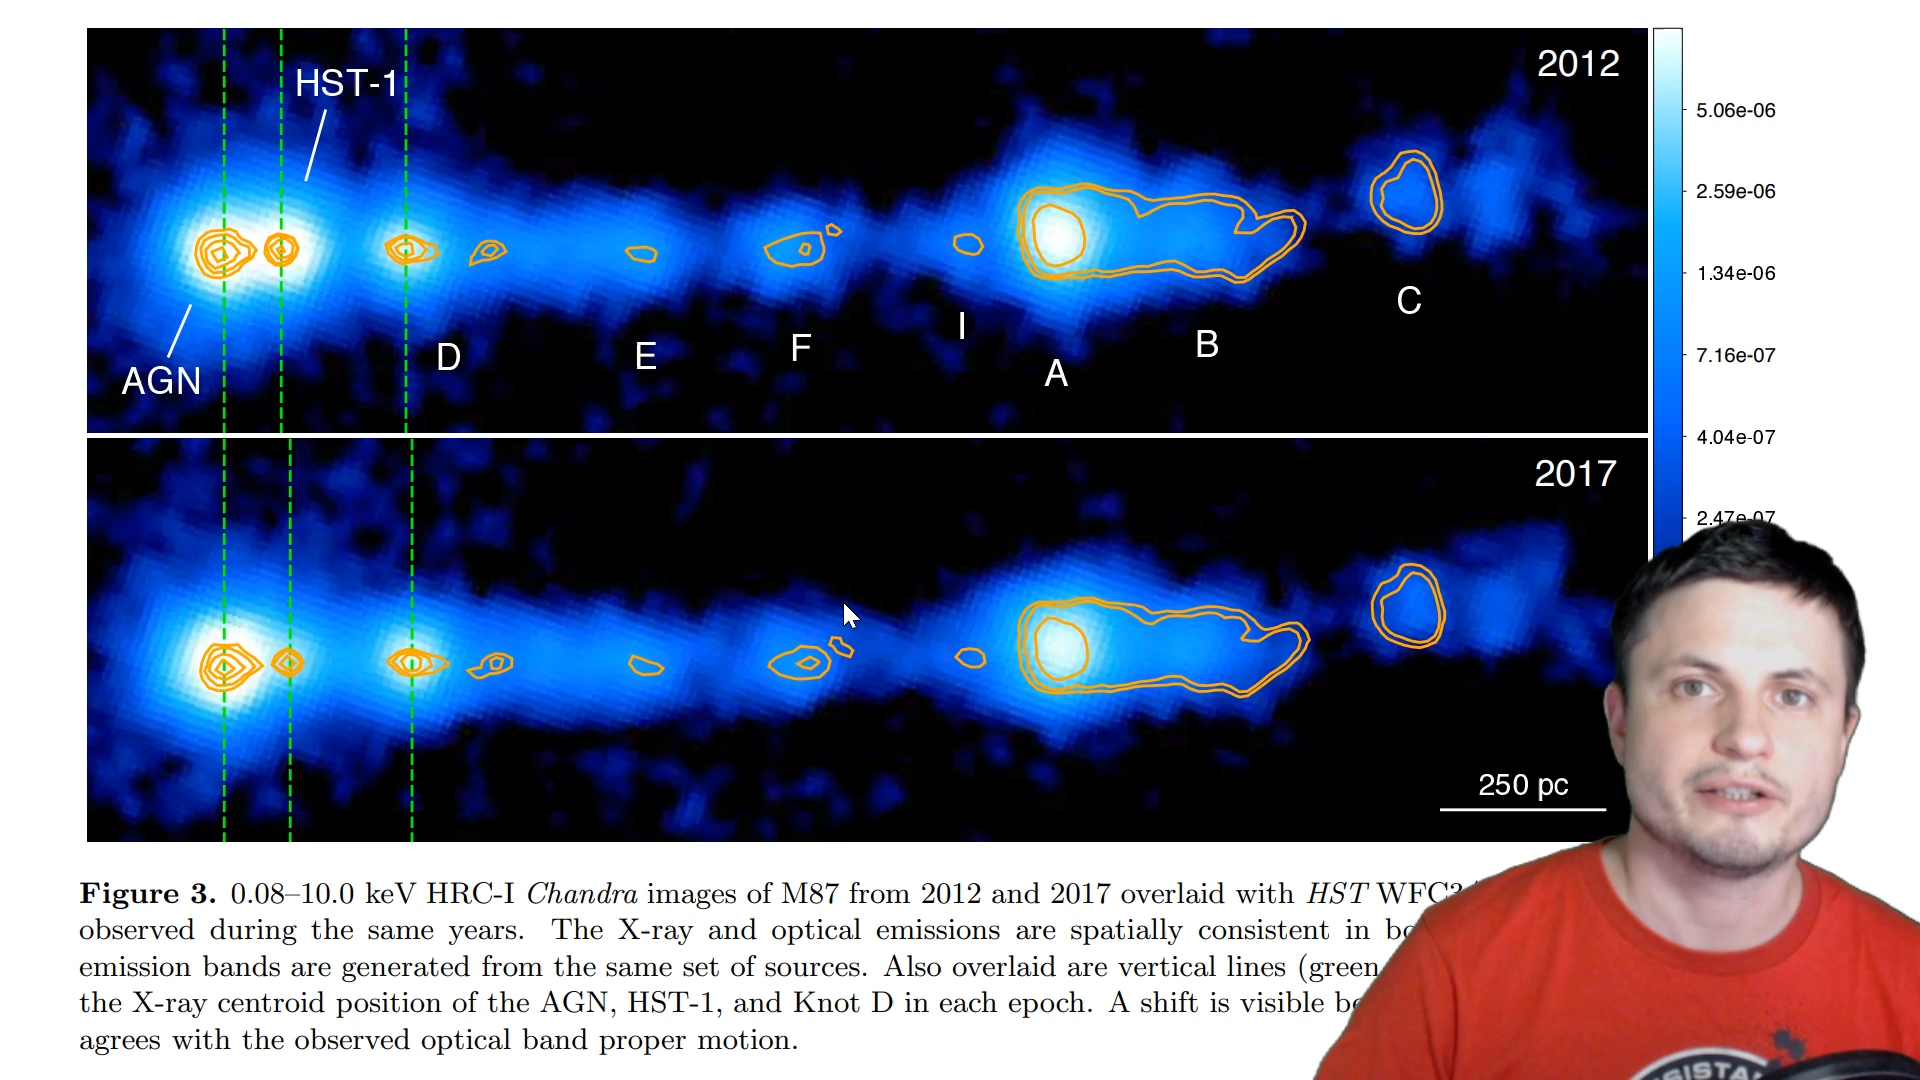 2012
HST-1
AGN
D
E
F
I
A
B
C
5.06e-06
2.59e-06
1.34e-06
7.16e-07
4.04e-07
2.47e-07
2017
250 pc
Figure 3. 0.08–10.0 keV HRC-I Chandra images of M87 from 2012 and 2017 overlaid with HST
observed during the same years. The X-ray and optical emissions are spatially consistent in
emission bands are generated from the same set of sources. Also overlaid are vertical lines (green
the X-ray centroid position of the AGN, HST-1, and Knot D in each epoch. A shift is visible
agrees with the observed optical band proper motion.